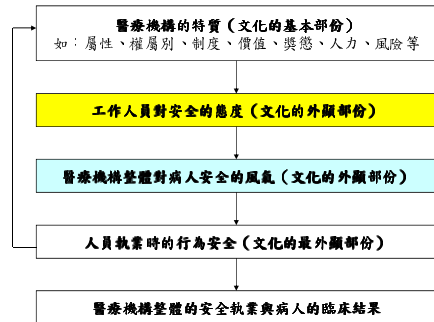 醫療機構的特質（文化的基本部份）
如：屬性、權屬別、制度、價值、獎懲、人力、風險等
工作人員對安全的態度（文化的外顯部份）
醫療機構整體對病人安全的風氣（文化的外顯部份）
人員執業時的行為安全（文化的最外顯部份）
醫療機構整體的安全執業與病人的臨床結果